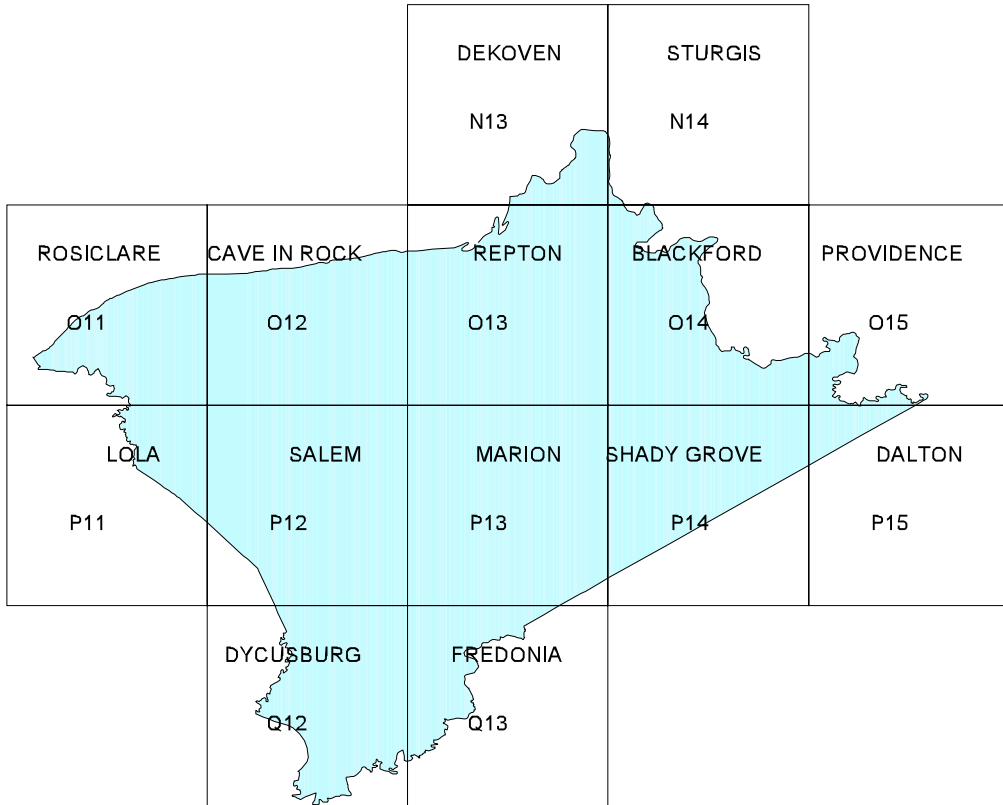 DEKOVEN
STURGIS
N13
N14
ROSICLARE
CAVE IN ROCK
REPTON
BLACKFORD
PROVIDENCE
O11
O12
O13
O14
O15
LOLA
SALEM
MARION
SHADY GROVE
DALTON
P11
P12
P13
P14
P15
DYCUSBURG
FREDONIA
Q12
Q13